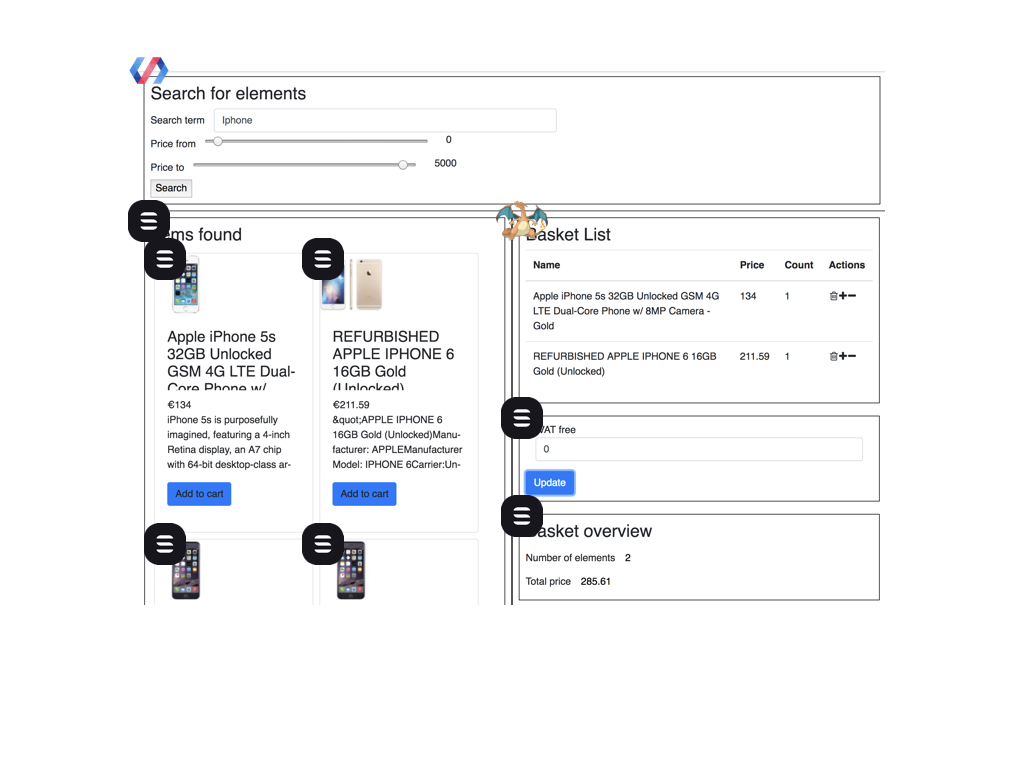 Search for elements
Search term Iphone
Price from 0
Price to 5000
Search
ems found
Apple iPhone 5s
32GB Unlocked
GSM 4G LTE Dual-
Core Phone w/
€134
iPhone 5s is purposefully
imagined, featuring a 4-inch
Retina display, an A7 chip
with 64-bit desktop-class ar-
Add to cart
REFURBISHED
APPLE IPHONE 6
16GB Gold
(Unlocked)
€211.59
&quot;APPLE IPHONE 6
16GB Gold (Unlocked)Manu-
facturer: APPLEManufacturer
Model: IPHONE 6Carrier:Un-
Add to cart
Basket List
Name Price Count Actions
Apple iPhone 5s 32GB Unlocked GSM 4G 134 1
LTE Dual-Core Phone w/ 8MP Camera -
Gold
REFURBISHED APPLE IPHONE 6 16GB 211.59 1
Gold (Unlocked)
VAT free
0
Update
Basket overview
Number of elements 2
Total price 285.61